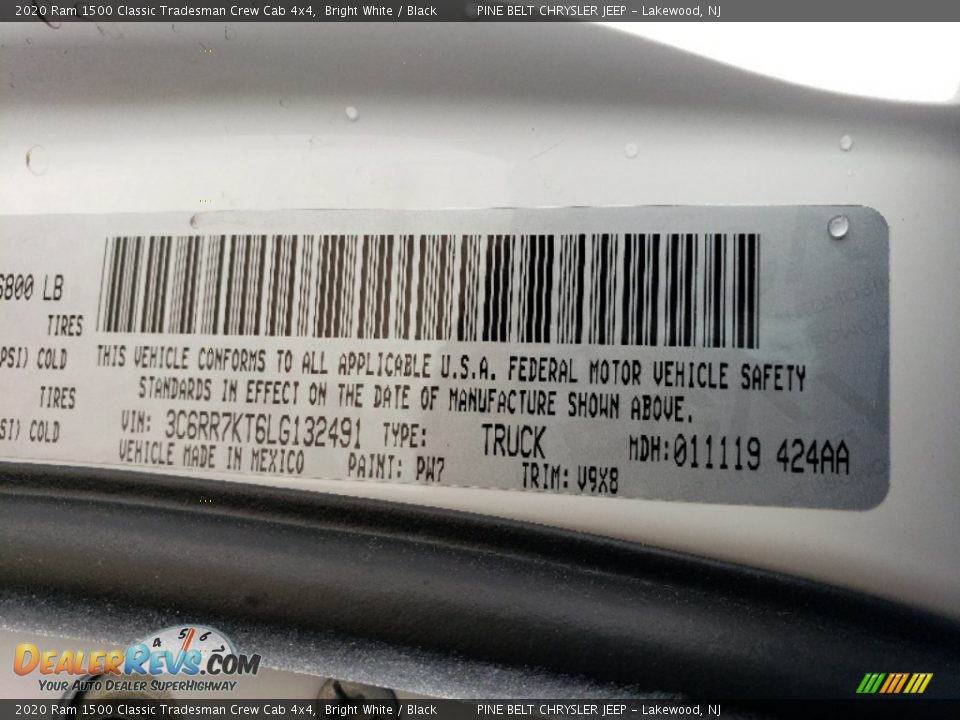 2020 Ram 1500 Classic Tradesman Crew Cab 4x4, Bright White / Black PINE BELT CHRYSLER JEEP - Lakewood, NJ
6800 LB
TIRES
PSI) COLD
TIRES
SI) COLD
THIS VEHICLE CONFORMS TO ALL APPLICABLE U.S.A. FEDERAL MOTOR VEHICLE SAFETY
STANDARDS IN EFFECT ON THE DATE OF MANUFACTURE SHOWN ABOVE.
VIN: 3C6RR7KT6LG132491 TYPE: TRUCK MDH:011119 424AA
VEHICLE MADE IN MEXICO PAINT: PW7 TRIM: V9X8
4 5 6
DEALERREVS.COM
YOUR AUTO DEALER SUPERHIGHWAY
2020 Ram 1500 Classic Tradesman Crew Cab 4x4, Bright White / Black PINE BELT CHRYSLER JEEP - Lakewood, NJ